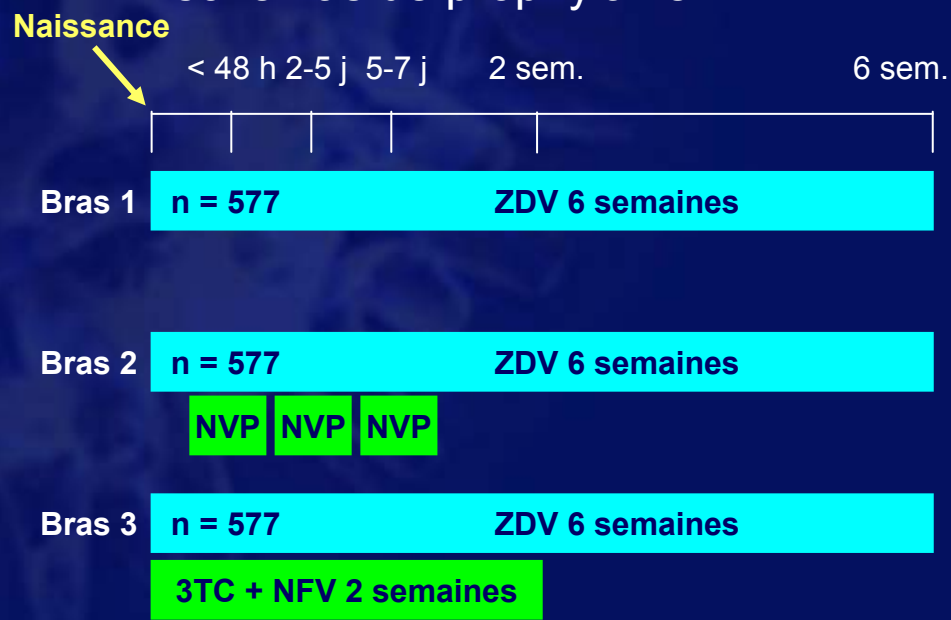 Naissance
< 48 h 2-5 j 5-7 j 2 sem. 6 sem.
Bras 1 n = 577 ZDV 6 semaines
Bras 2 n = 577 ZDV 6 semaines
NVP NVP NVP
Bras 3 n = 577 ZDV 6 semaines
3TC + NFV 2 semaines